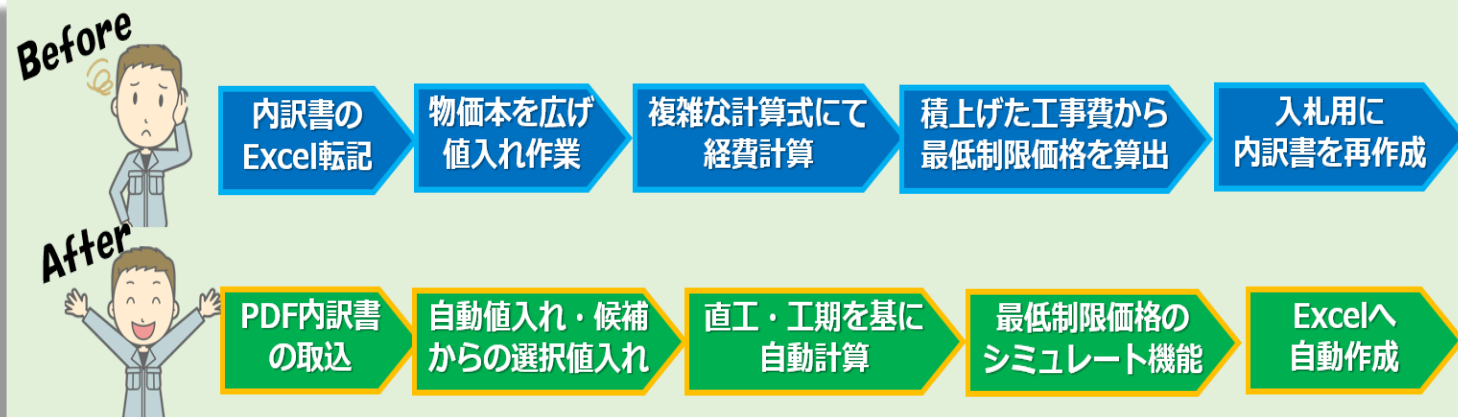 Before
内訳書の
Excel転記
物価本を広げ
値入れ作業
複雑な計算式にて
経費計算
積上げた工事費から
最低制限価格を算出
入札用に
内訳書を再作成
After
PDF内訳書
の取込
自動値入れ・候補
からの選択値入れ
直工・工期を基に
自動計算
最低制限価格の
シミュレート機能
Excelへ
自動作成